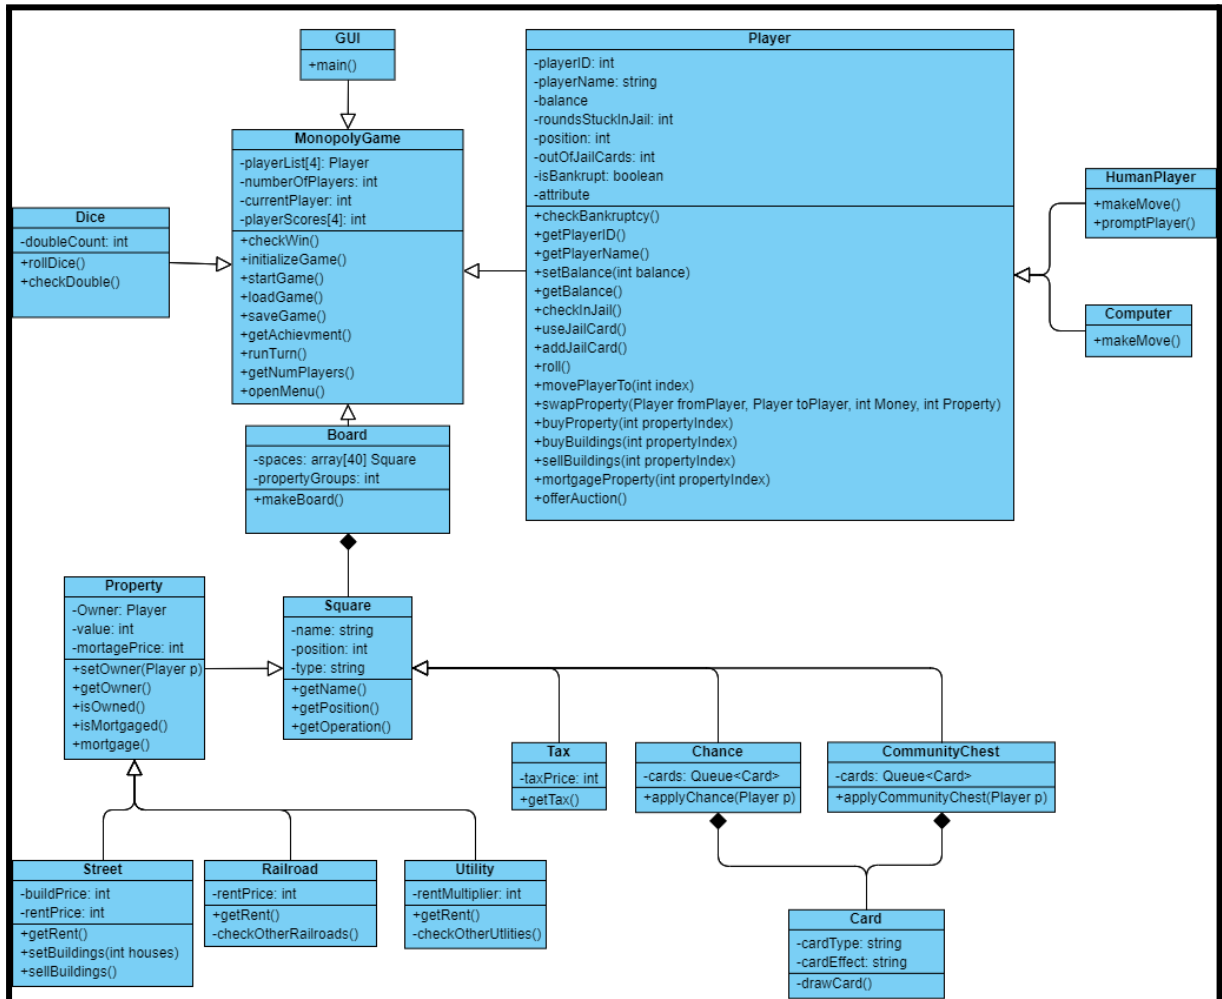 GUI
+main()
Player
-playerID: int
-playerName: string
-balance
-roundsStuckInJail: int
-position: int
-outOfJailCards: int
-isBankrupt: boolean
-attribute
+checkBankruptcy()
+getPlayerID()
+getPlayerName()
+setBalance(int balance)
+getBalance()
+checkInJail()
+useJailCard()
+addJailCard()
+roll()
+movePlayerTo(int index)
+swapProperty(Player fromPlayer, Player toPlayer, int Money, int Property)
+buyProperty(int propertyIndex)
+buyBuildings(int propertyIndex)
+sellBuildings(int propertyIndex)
+mortgageProperty(int propertyIndex)
+offerAuction()
MonopolyGame
-playerList[4]: Player
-numberOfPlayers: int
-currentPlayer: int
-playerScores[4]: int
+checkWin()
+initializeGame()
+startGame()
+loadGame()
+saveGame()
+getAchievment()
+runTurn()
+getNumPlayers()
+openMenu()
HumanPlayer
+makeMove()
+promptPlayer()
Dice
-doubleCount: int
+rollDice()
+checkDouble()
Computer
+makeMove()
Board
-spaces: array[40] Square
-propertyGroups: int
+makeBoard()
Property
-Owner: Player
-value: int
-mortagePrice: int
+setOwner(Player p)
+getOwner()
+isOwned()
+isMortgaged()
+mortgage()
Square
-name: string
-position: int
-type: string
+getName()
+getPosition()
+getOperation()
Tax
-taxPrice: int
+getTax()
Chance
-cards: Queue<Card>
+applyChance(Player p)
CommunityChest
-cards: Queue<Card>
+applyCommunityChest(Player p)
Street
-buildPrice: int
-rentPrice: int
+getRent()
+setBuildings(int houses)
+sellBuildings()
Railroad
-rentPrice: int
+getRent()
-checkOtherRailroads()
Utility
-rentMultiplier: int
+getRent()
-checkOtherUtlities()
Card
-cardType: string
-cardEffect: string
-drawCard()